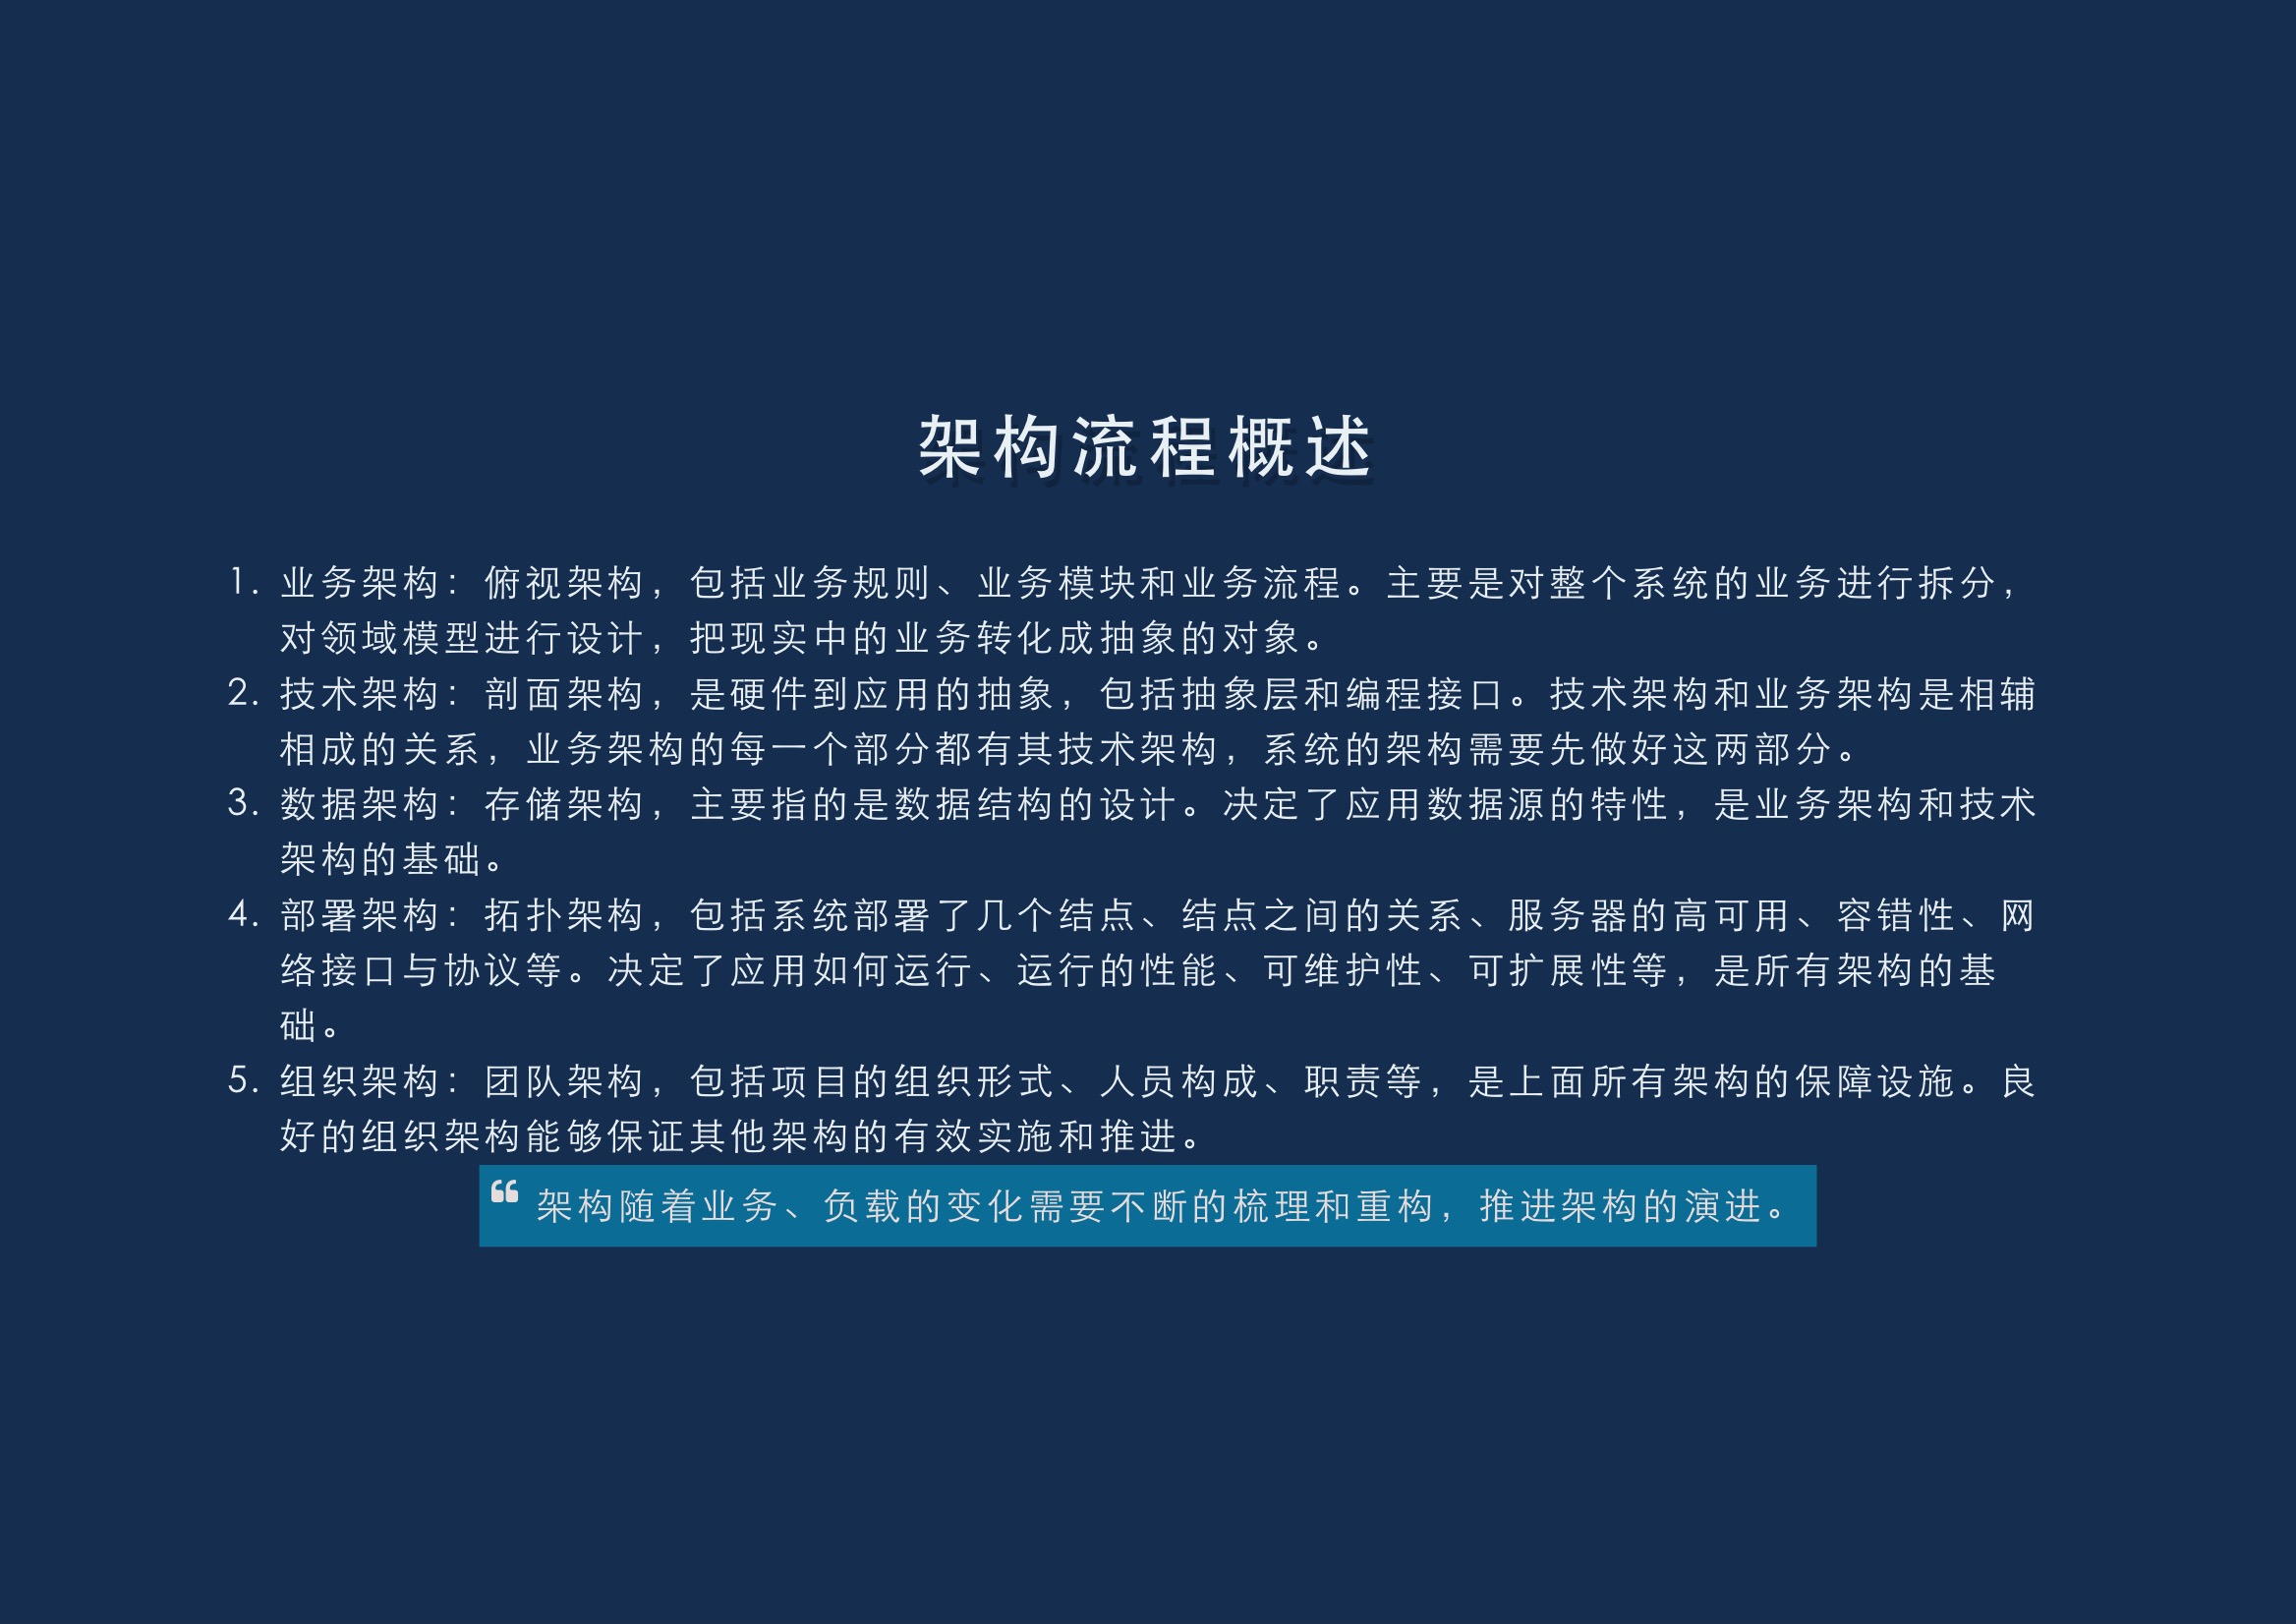 架构流程概述
1. 业务架构：俯视架构，包括业务规则、业务模块和业务流程。主要是对整个系统的业务进行拆分，
对领域模型进行设计，把现实中的业务转化成抽象的对象。
2. 技术架构：剖面架构，是硬件到应用的抽象，包括抽象层和编程接口。技术架构和业务架构是相辅
相成的关系，业务架构的每一个部分都有其技术架构，系统的架构需要先做好这两部分。
3. 数据架构：存储架构，主要指的是数据结构的设计。决定了应用数据源的特性，是业务架构和技术
架构的基础。
4. 部署架构：拓扑架构，包括系统部署了几个结点、结点之间的关系、服务器的高可用、容错性、网
络接口与协议等。决定了应用如何运行、运行的性能、可维护性、可扩展性等，是所有架构的基
础。
5. 组织架构：团队架构，包括项目的组织形式、人员构成、职责等，是上面所有架构的保障设施。良
好的组织架构能够保证其他架构的有效实施和推进。
“ 架构随着业务、负载的变化需要不断的梳理和重构，推进架构的演进。